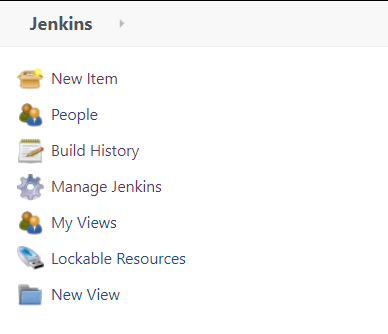 Jenkins
New Item
People
Build History
Manage Jenkins
My Views
Lockable Resources
New View